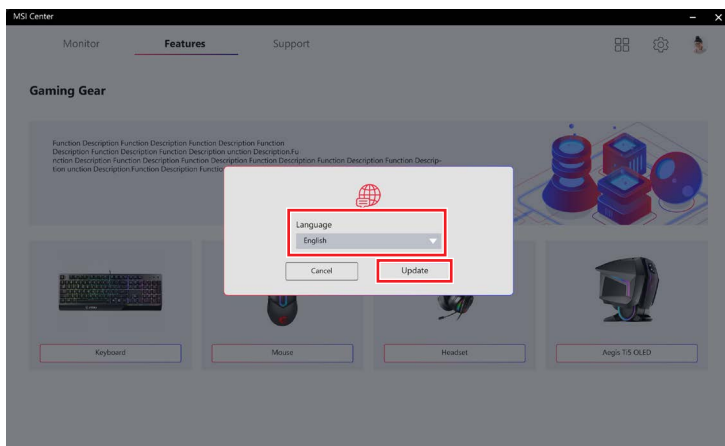 MSI Center
Monitor
Features
Support
Gaming Gear
Function Description Function Description Function Description Function
Description Function Description Function Description unction Description.Fu
nction Description Function Description Function Description Function Description Function Description Function Descrip-
tion unction Description.Function Description Function
Language
English
Cancel
Update
Keyboard
Mouse
Headset
Aegis Ti5 OLED